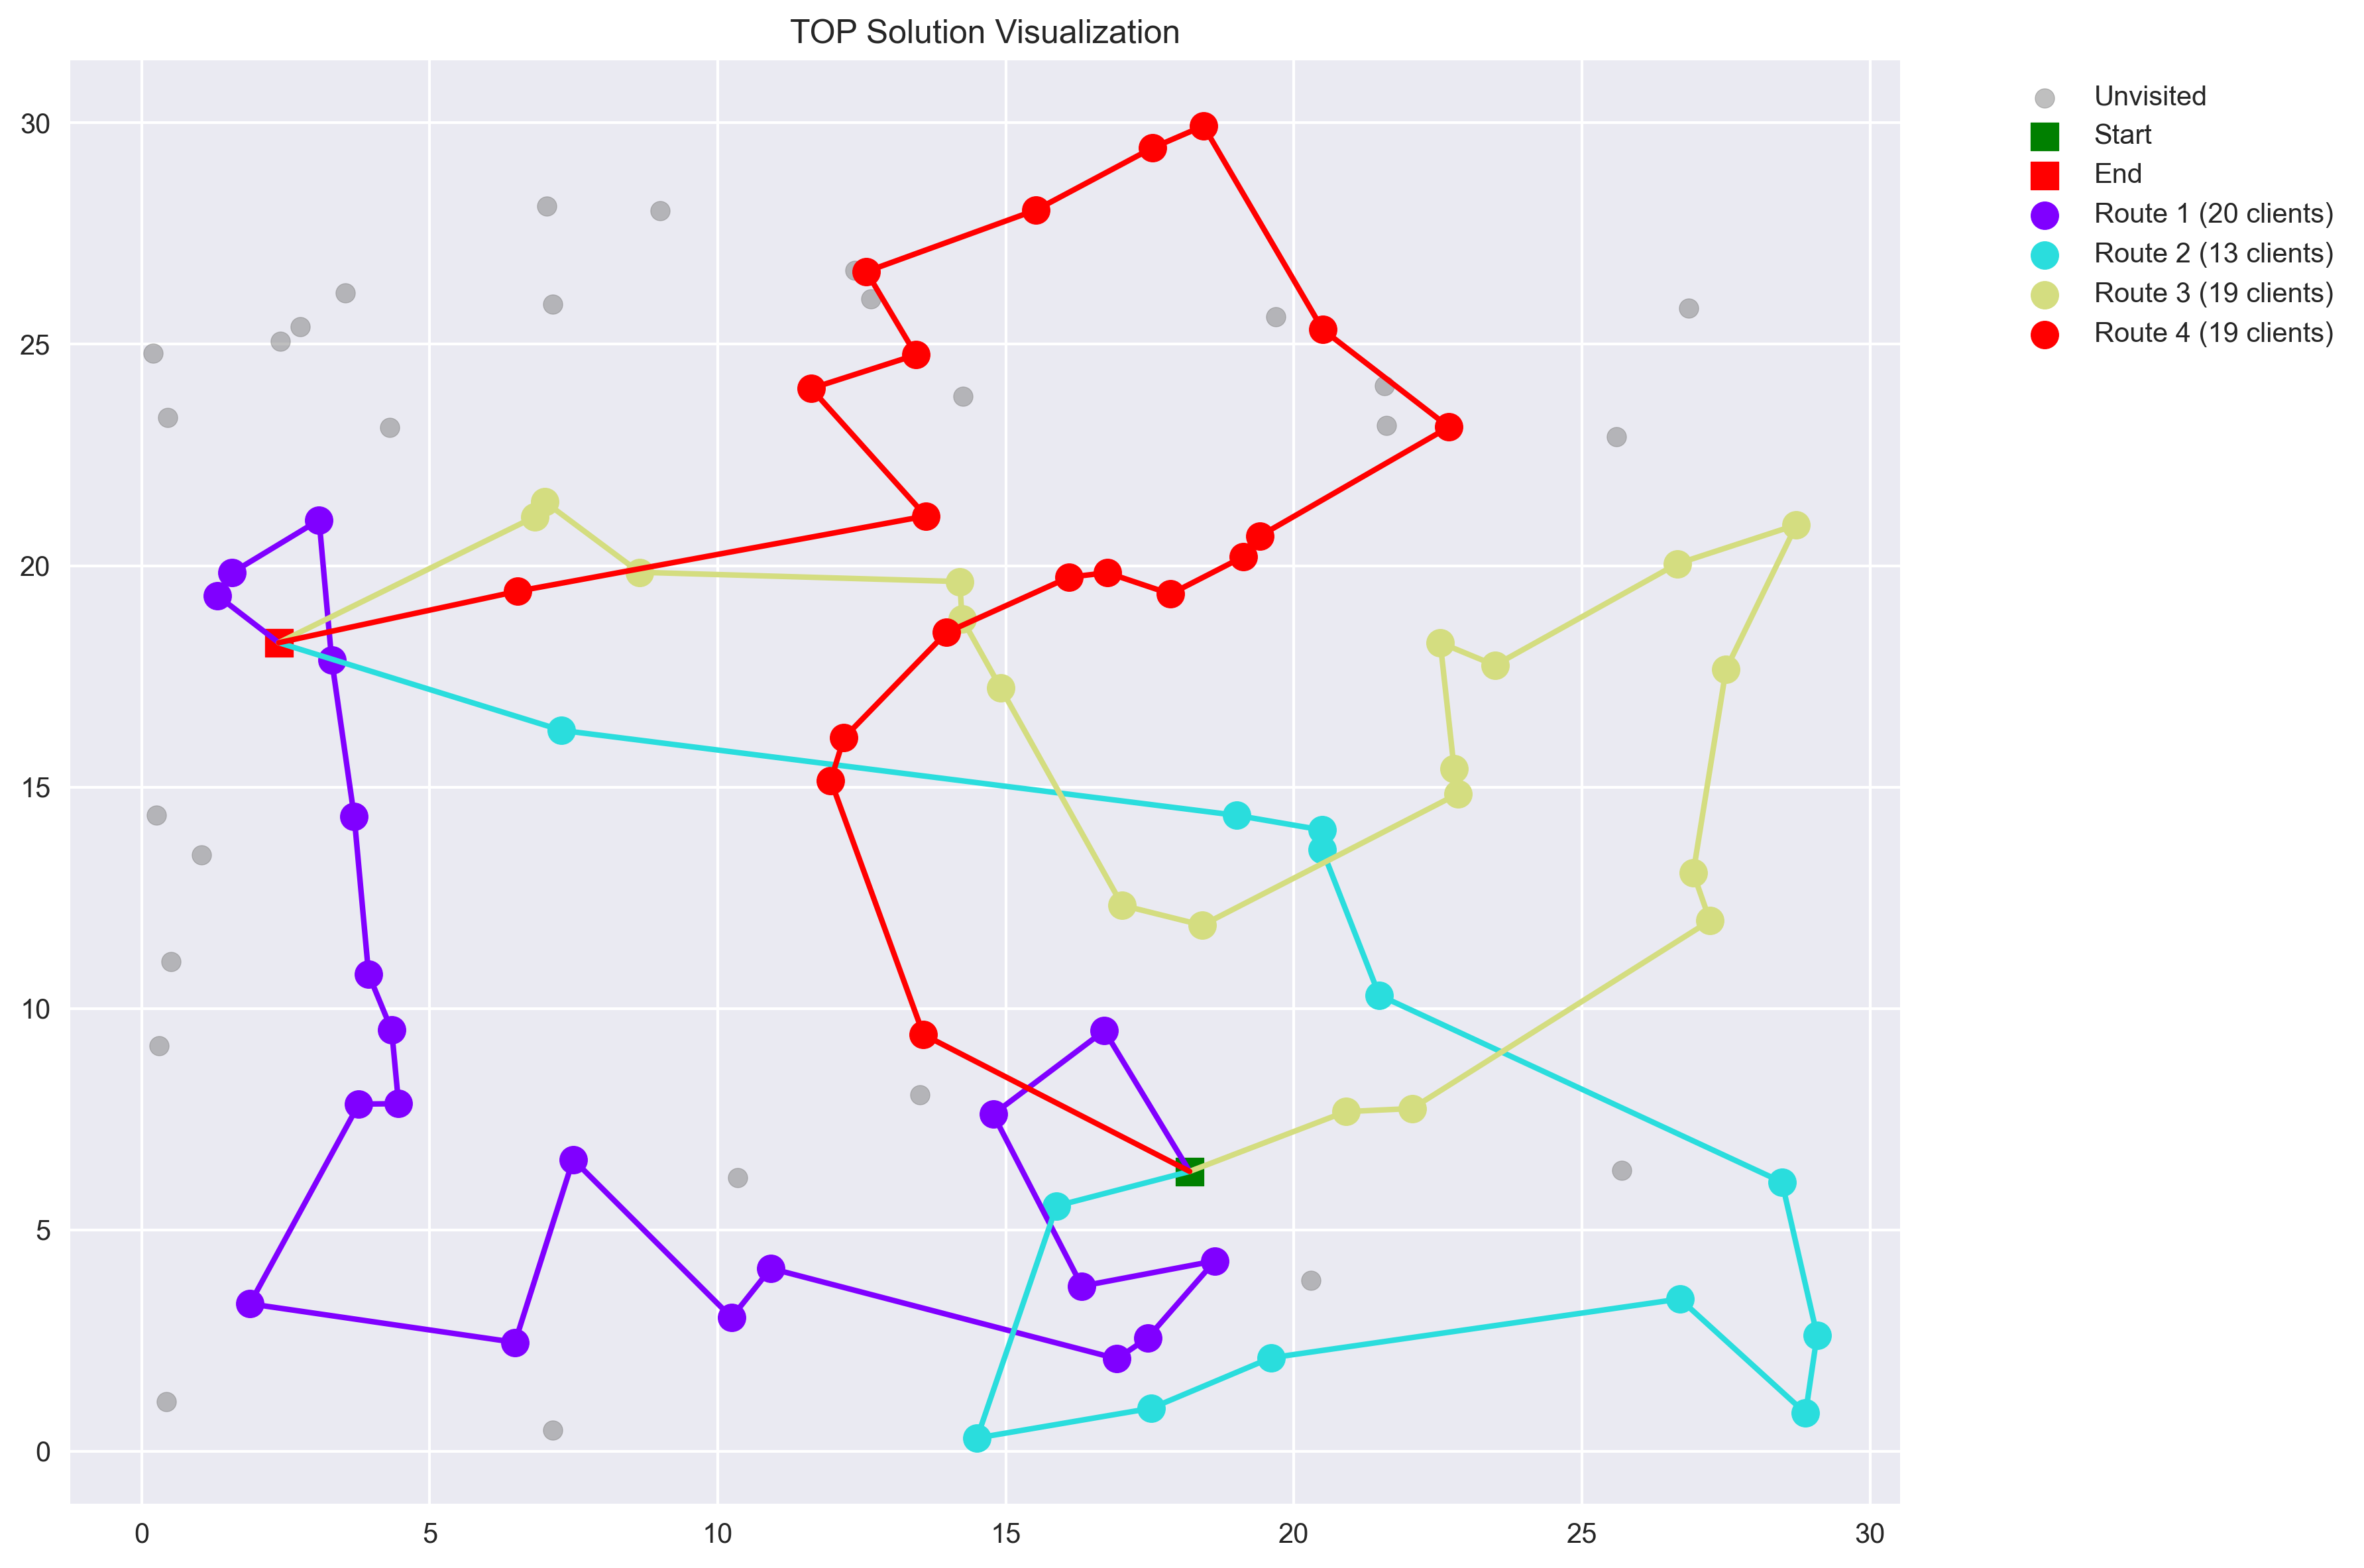 TOP Solution Visualization
30
25
20
15
10
5
0
0 5 10 15 20 25 30
Unvisited
Start
End
Route 1 (20 clients)
Route 2 (13 clients)
Route 3 (19 clients)
Route 4 (19 clients)